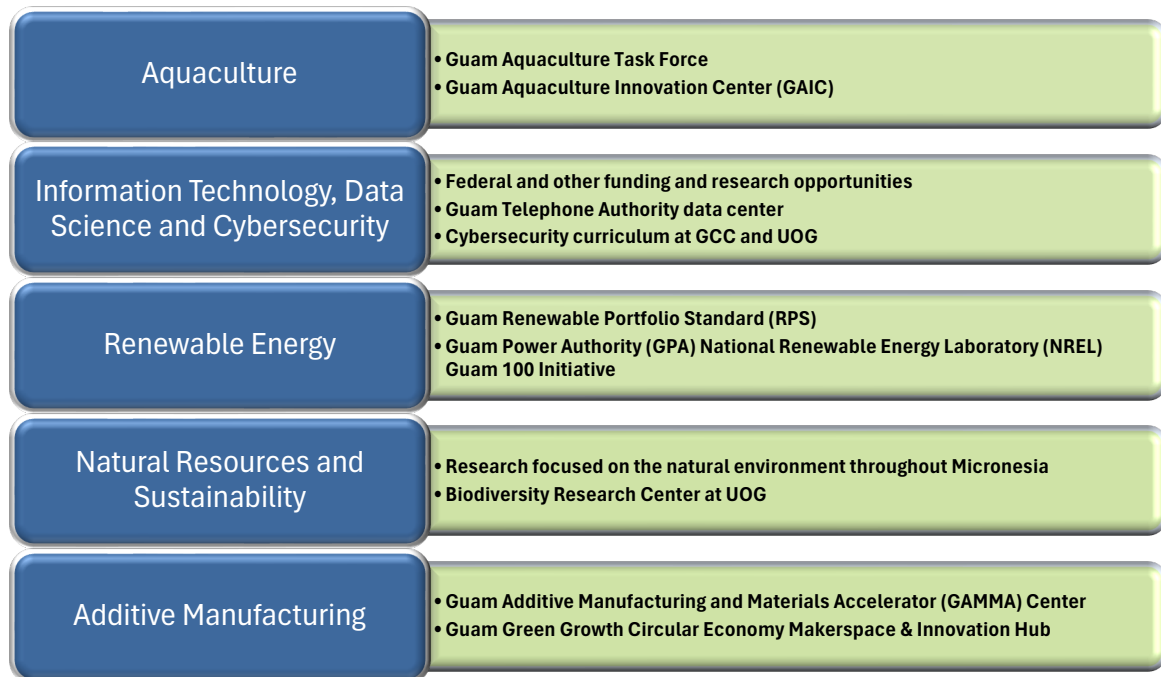 Aquaculture
• Guam Aquaculture Task Force
• Guam Aquaculture Innovation Center (GAIC)
Information Technology, Data
Science and Cybersecurity
• Federal and other funding and research opportunities
• Guam Telephone Authority data center
• Cybersecurity curriculum at GCC and UOG
Renewable Energy
• Guam Renewable Portfolio Standard (RPS)
• Guam Power Authority (GPA) National Renewable Energy Laboratory (NREL)
Guam 100 Initiative
Natural Resources and
Sustainability
• Research focused on the natural environment throughout Micronesia
• Biodiversity Research Center at UOG
Additive Manufacturing
• Guam Additive Manufacturing and Materials Accelerator (GAMMA) Center
• Guam Green Growth Circular Economy Makerspace & Innovation Hub